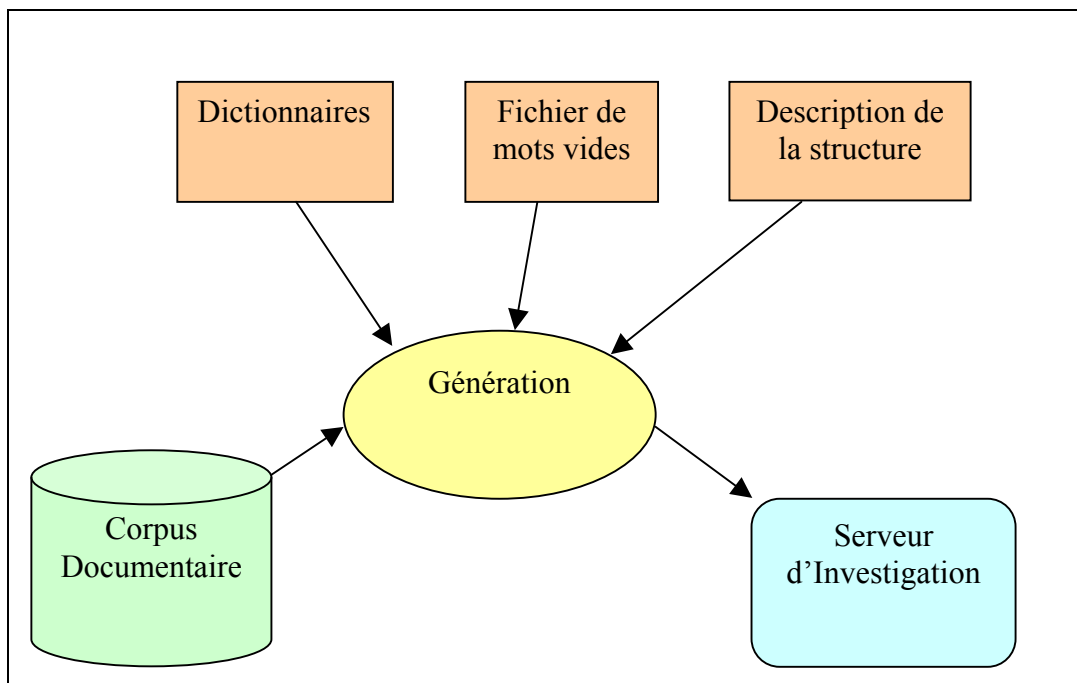 Dictionnaires
Fichier de
mots vides
Description de
la structure
Génération
Corpus
Documentaire
Serveur
d’Investigation